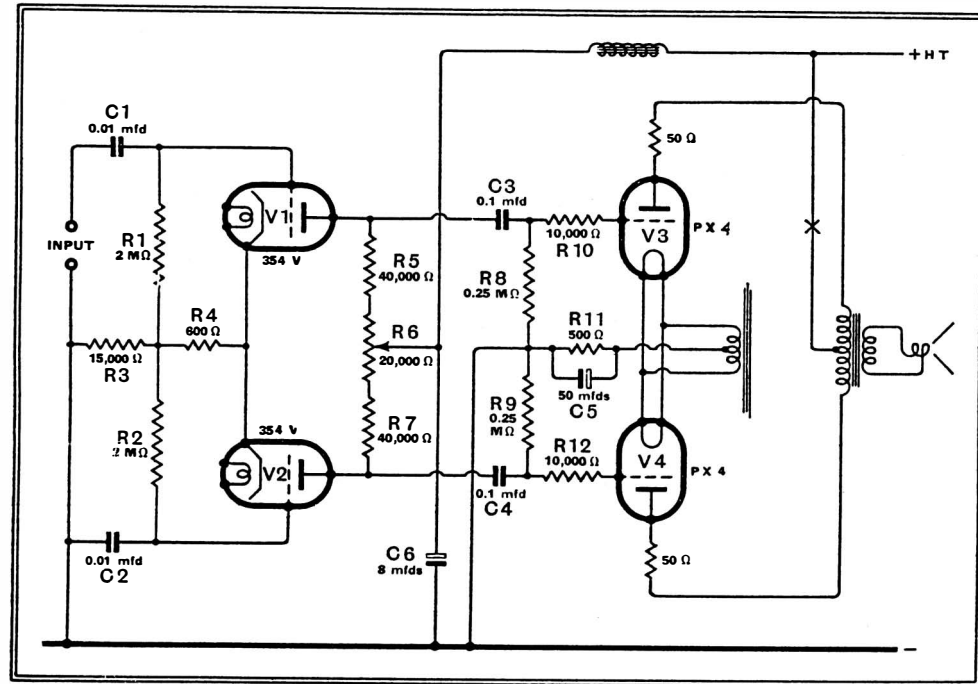 +HT
C1
0.01 mfd
50 Ω
V1
C3
0.1 mfd
INPUT
R1
2 MΩ
354 V
R5
40,000 Ω
10,000 Ω
R10
V3
PX 4
R8
0.25 MΩ
R4
600 Ω
R6
20,000 Ω
R11
500 Ω
15,000 Ω
R3
50 mfds
C5
R2
2 MΩ
354 V
R7
40,000 Ω
R9
0.25
MΩ
R12
10,000 Ω
V2
V4
PX 4
0.1 mfd
C4
0.01 mfd
C2
C6
8 mfds
50 Ω
-